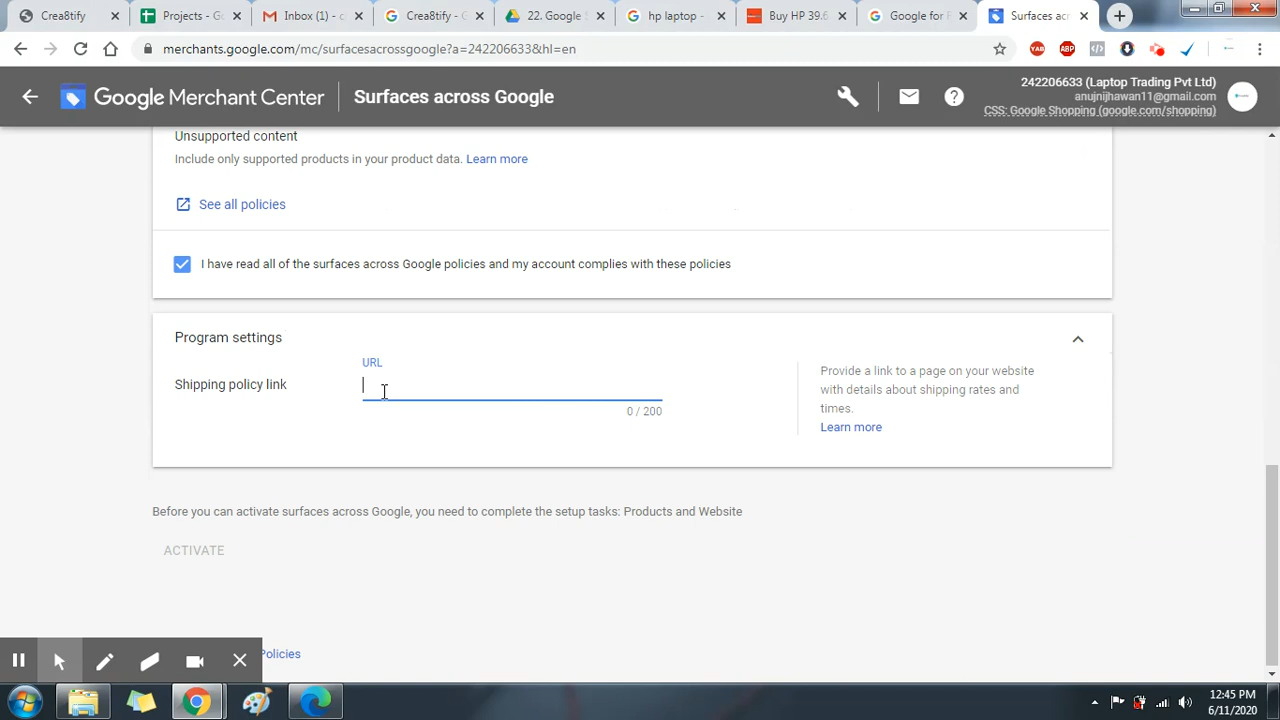 Crea8tify
Projects - Go
Inbox (1) - c
Crea8tify - G
22. Google
hp laptop -
Buy HP 39.6
Google for R
Surfaces acr
merchants.google.com/mc/surfacesacrossgoogle?a=242206633&hl=en
YAB
ABP
Google Merchant Center
Surfaces across Google
242206633 (Laptop Trading Pvt Ltd)
anujnijhawan11@gmail.com
CSS: Google Shopping (google.com/shopping)
Unsupported content
Include only supported products in your product data. Learn more
See all policies
I have read all of the surfaces across Google policies and my account complies with these policies
Program settings
URL
Shipping policy link
0 / 200
Provide a link to a page on your website
with details about shipping rates and
times.
Learn more
Before you can activate surfaces across Google, you need to complete the setup tasks: Products and Website
ACTIVATE
Policies
12:45 PM
6/11/2020